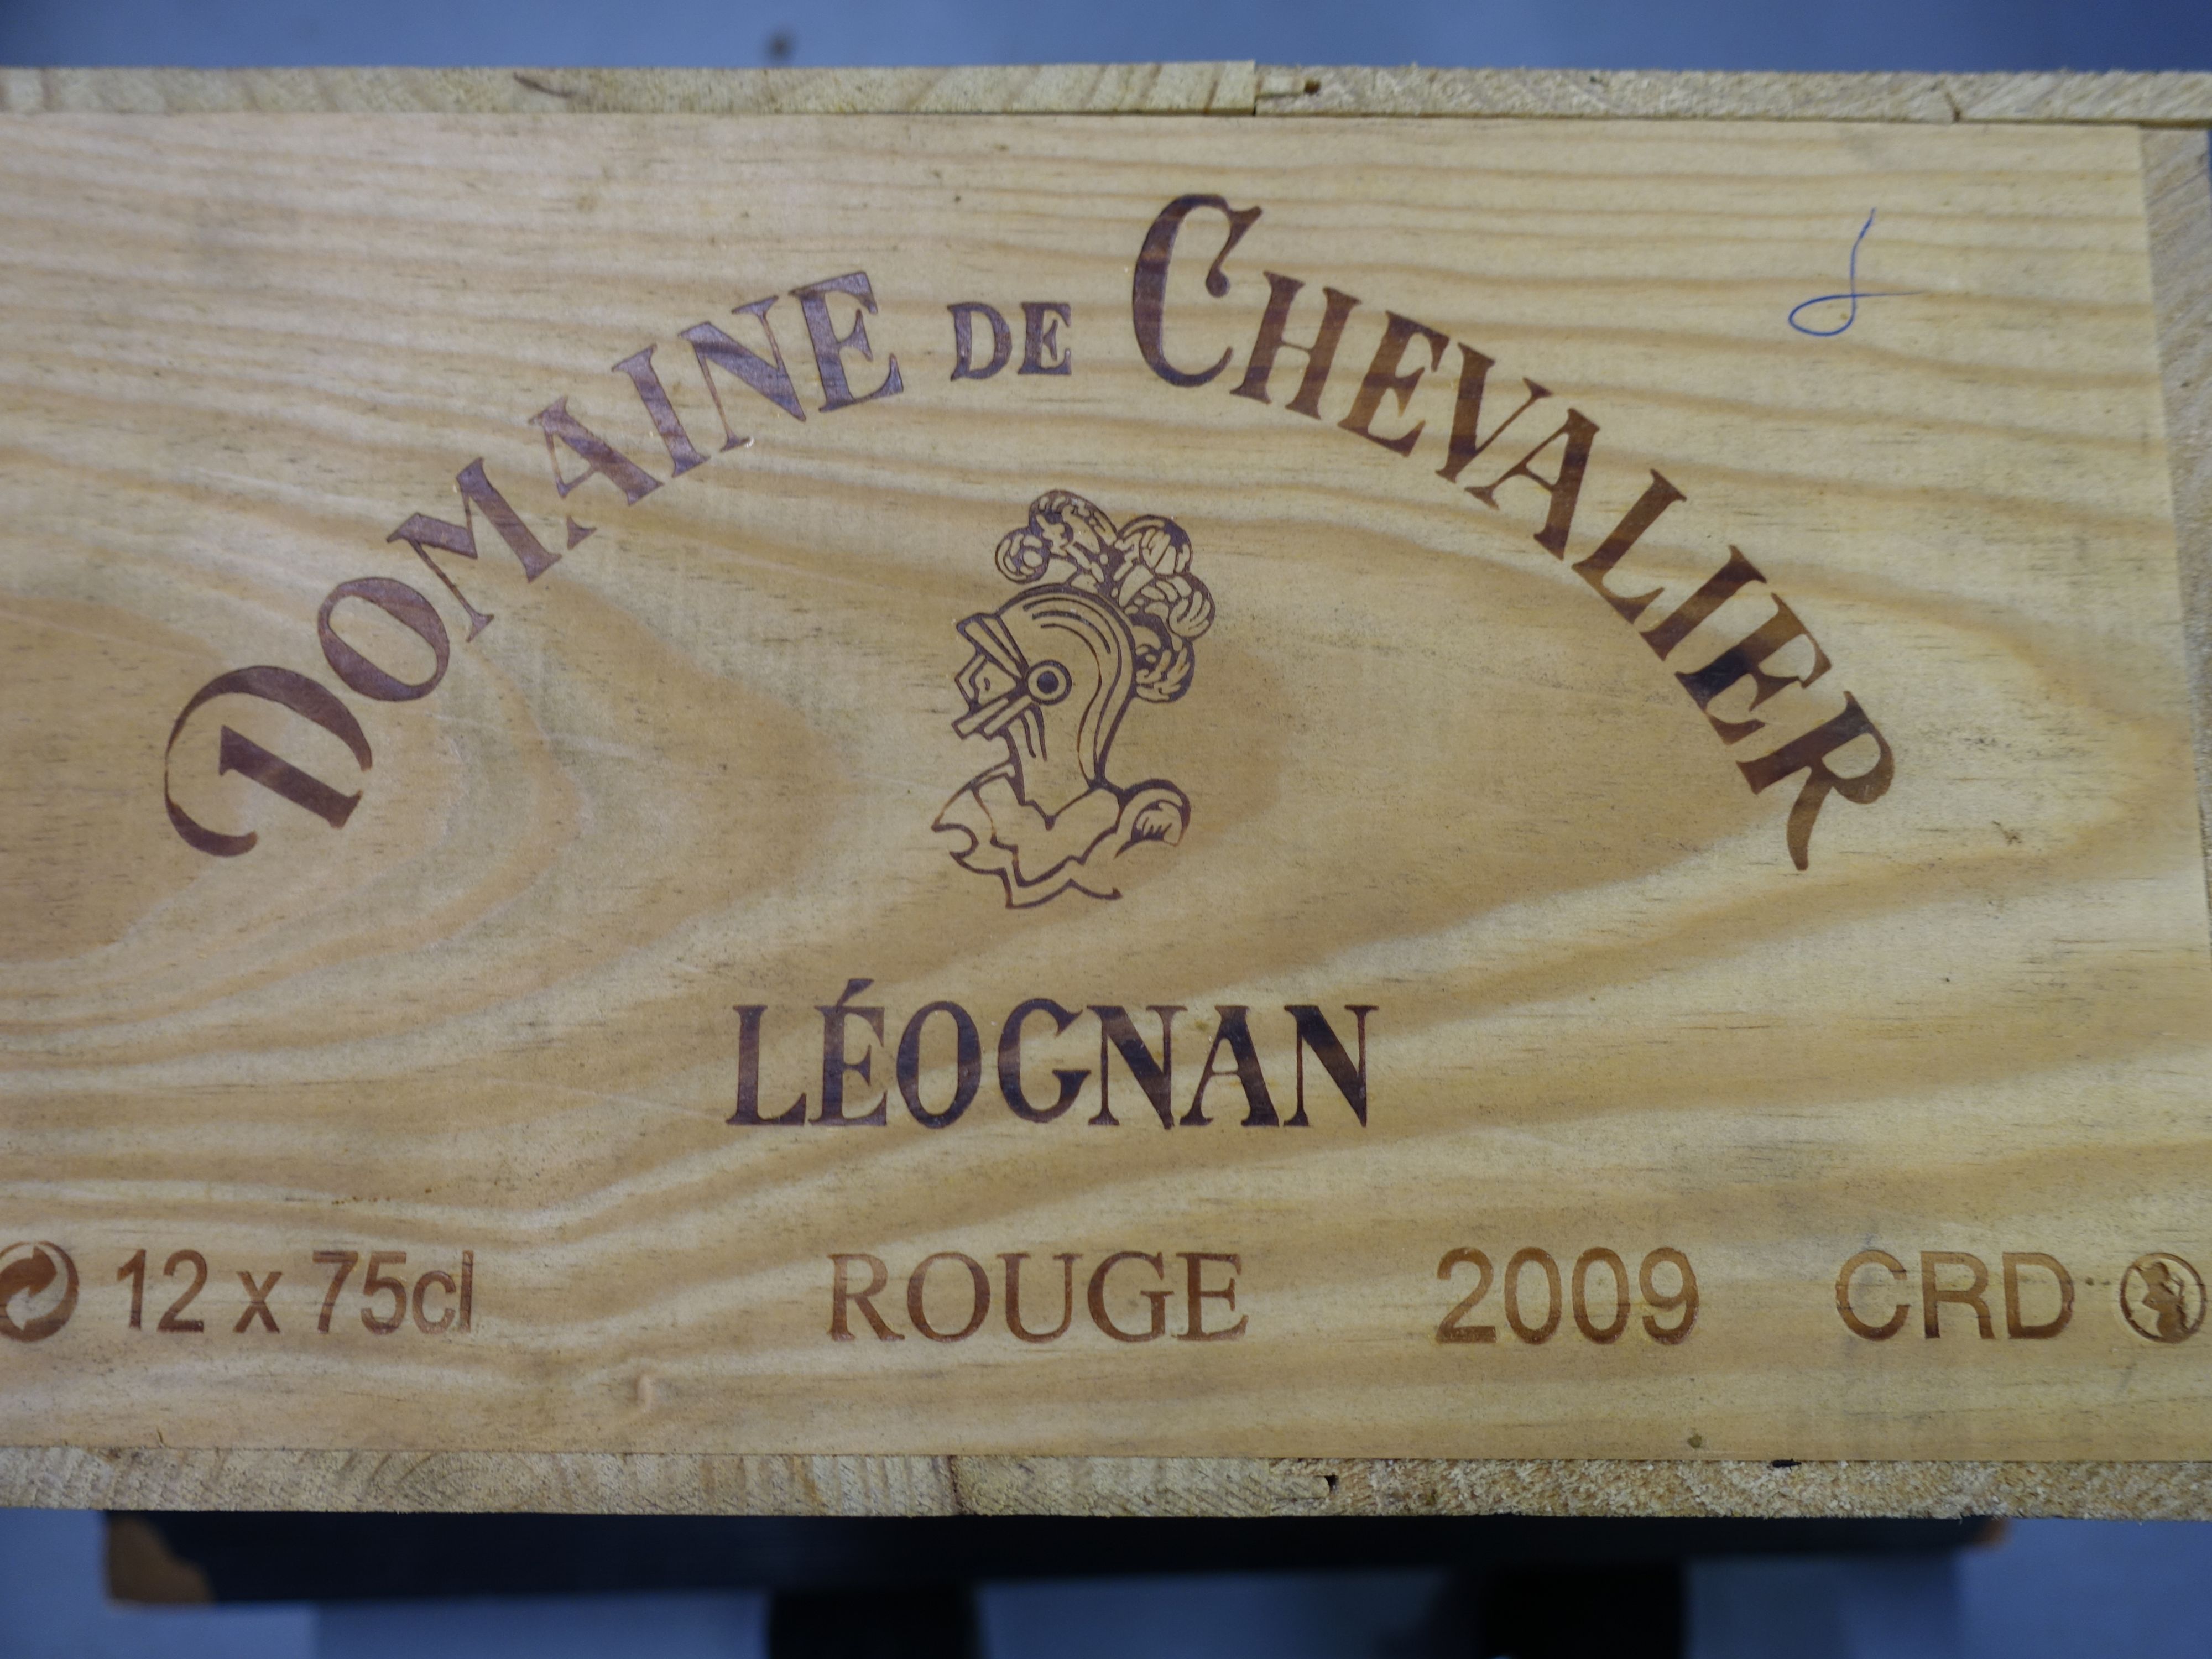 DOMAINE DE CHEVALIER
LÉOGNAN
12 x 75cl ROUGE 2009 CRD